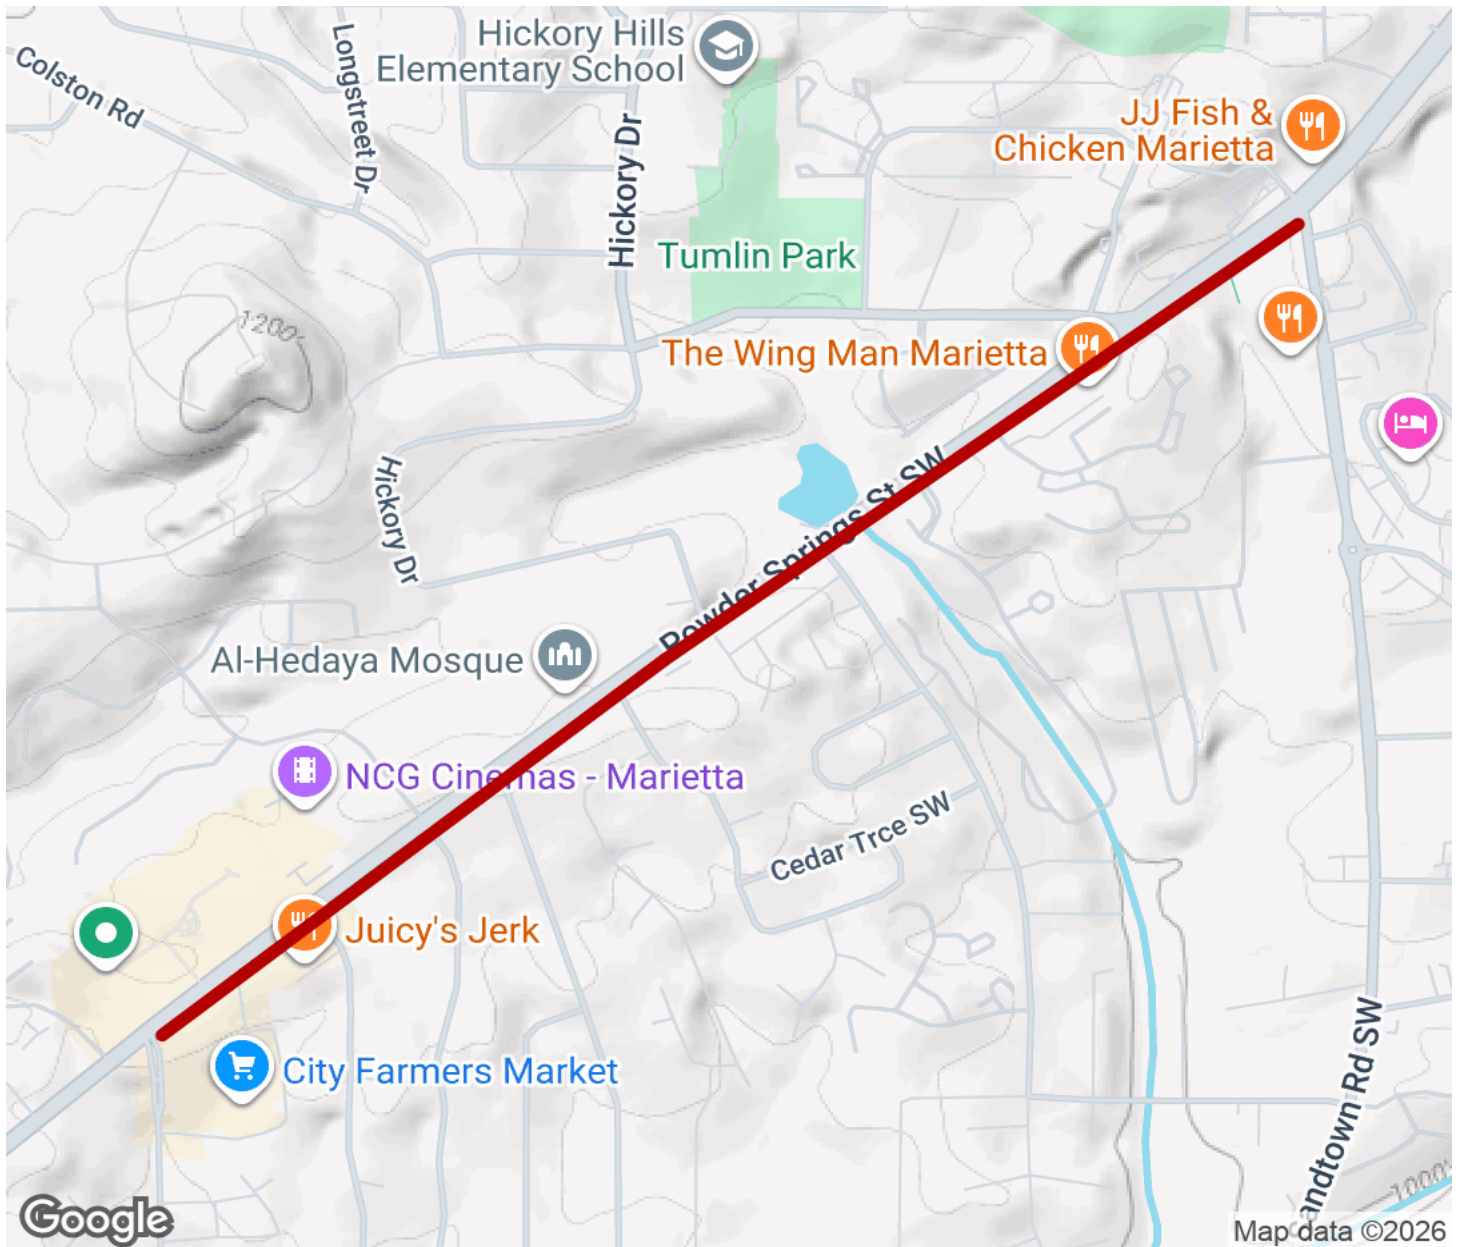 Hickory Hills
Elementary School
Colston Rd
Longstreet Dr
Hickory Dr
JJ Fish &
Chicken Marietta
Tumlin Park
1200
The Wing Man Marietta
Hickory Dr
Powder Springs St SW
Al-Hedaya Mosque
NCG Cinemas - Marietta
Cedar Trce SW
Juicy's Jerk
City Farmers Market
Sandtown Rd SW
1000
Google
Map data ©2026